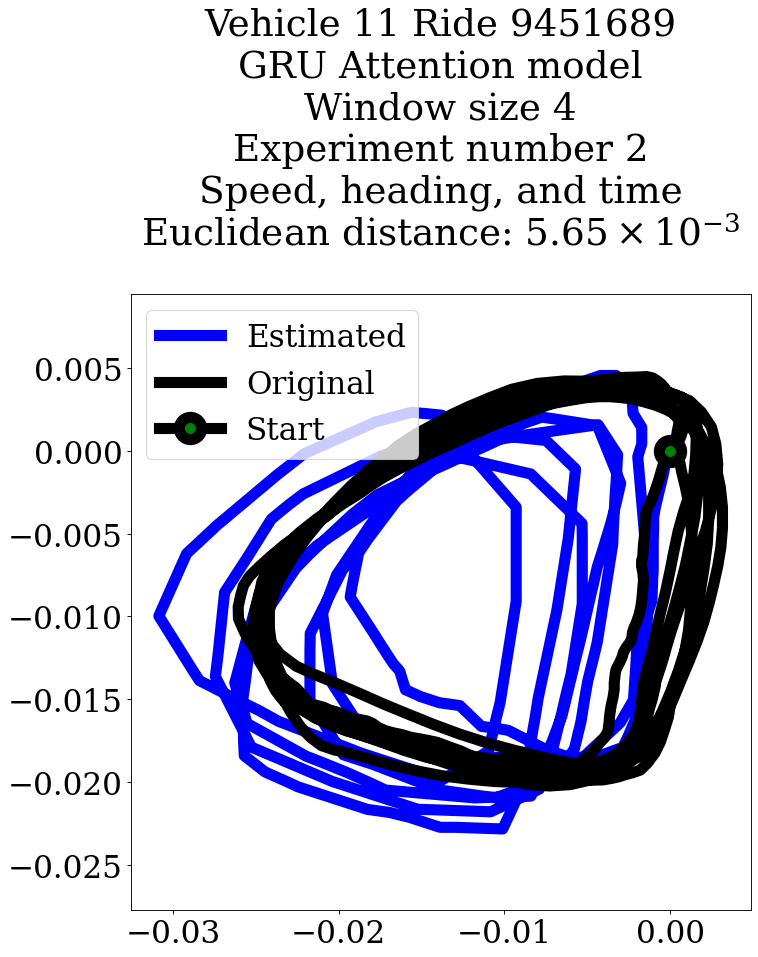 Vehicle 11 Ride 9451689
GRU Attention model
Window size 4
Experiment number 2
Speed, heading, and time
Euclidean distance: 5.65 × 10⁻³
Estimated
Original
Start
0.005
0.000
−0.005
−0.010
−0.015
−0.020
−0.025
−0.03 −0.02 −0.01 0.00